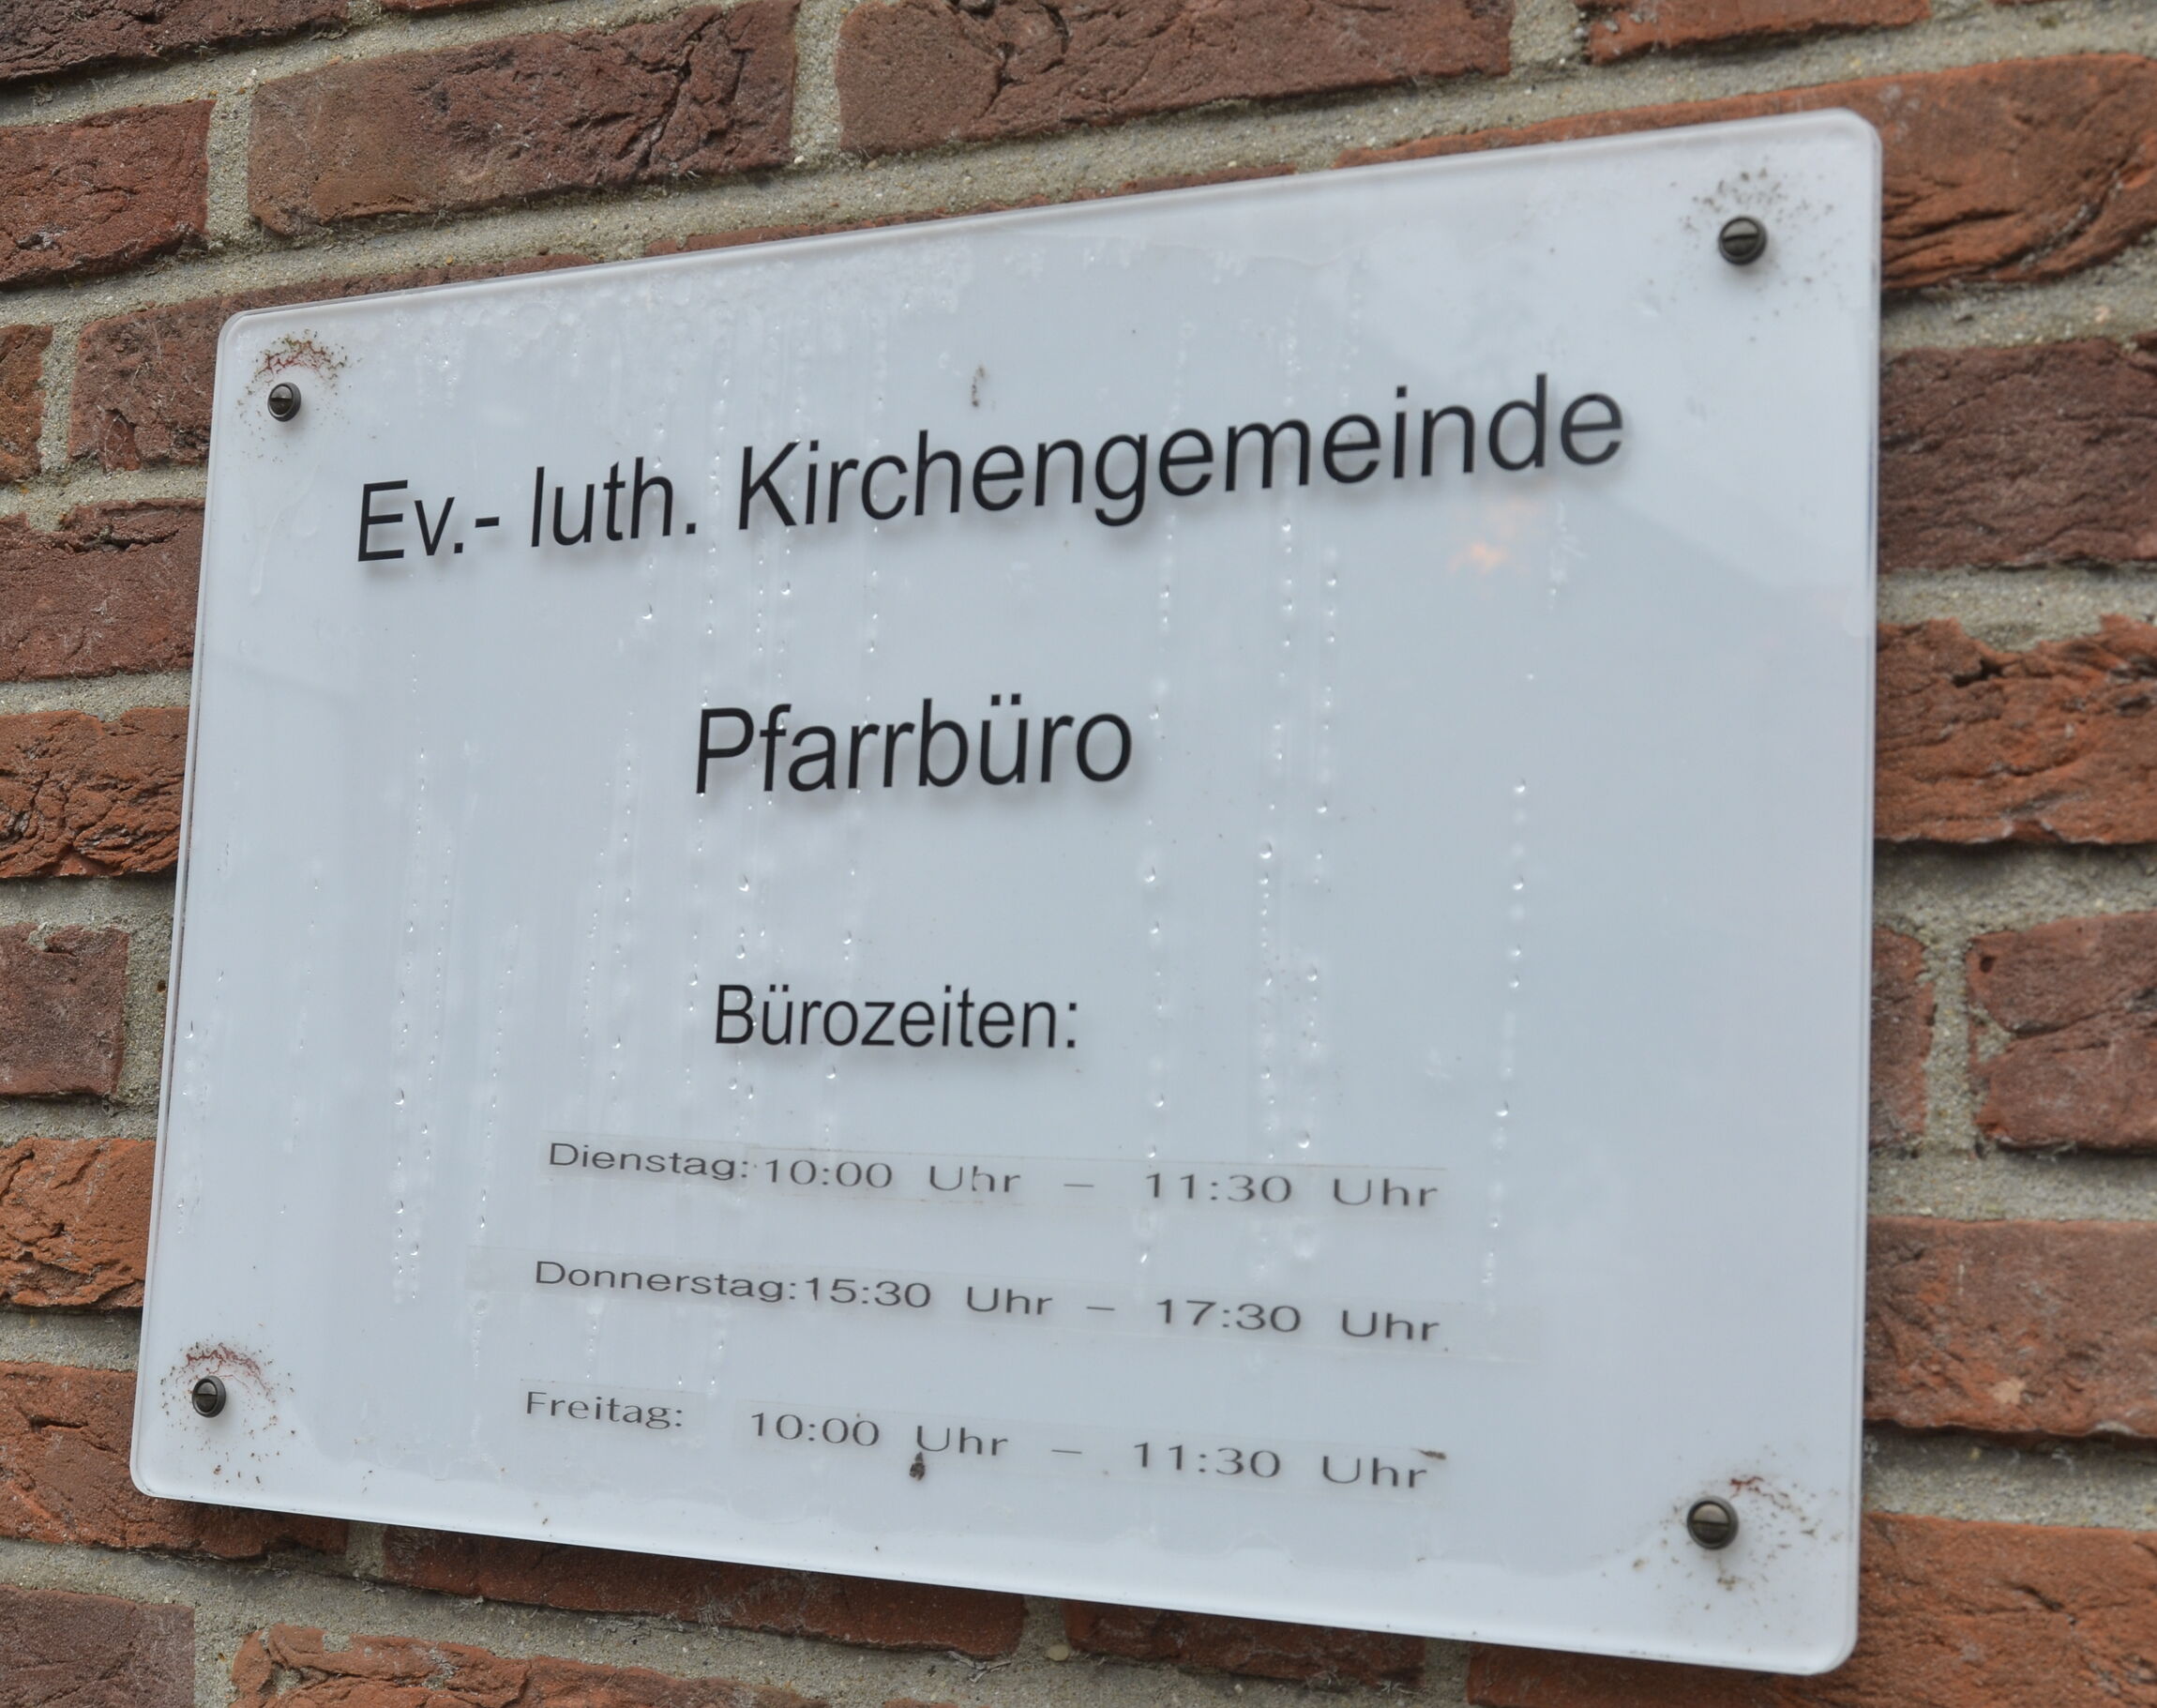 Ev.- luth. Kirchengemeinde
Pfarrbüro
Bürozeiten:
Dienstag: 10:00 Uhr – 11:30 Uhr
Donnerstag: 15:30 Uhr – 17:30 Uhr
Freitag: 10:00 Uhr – 11:30 Uhr